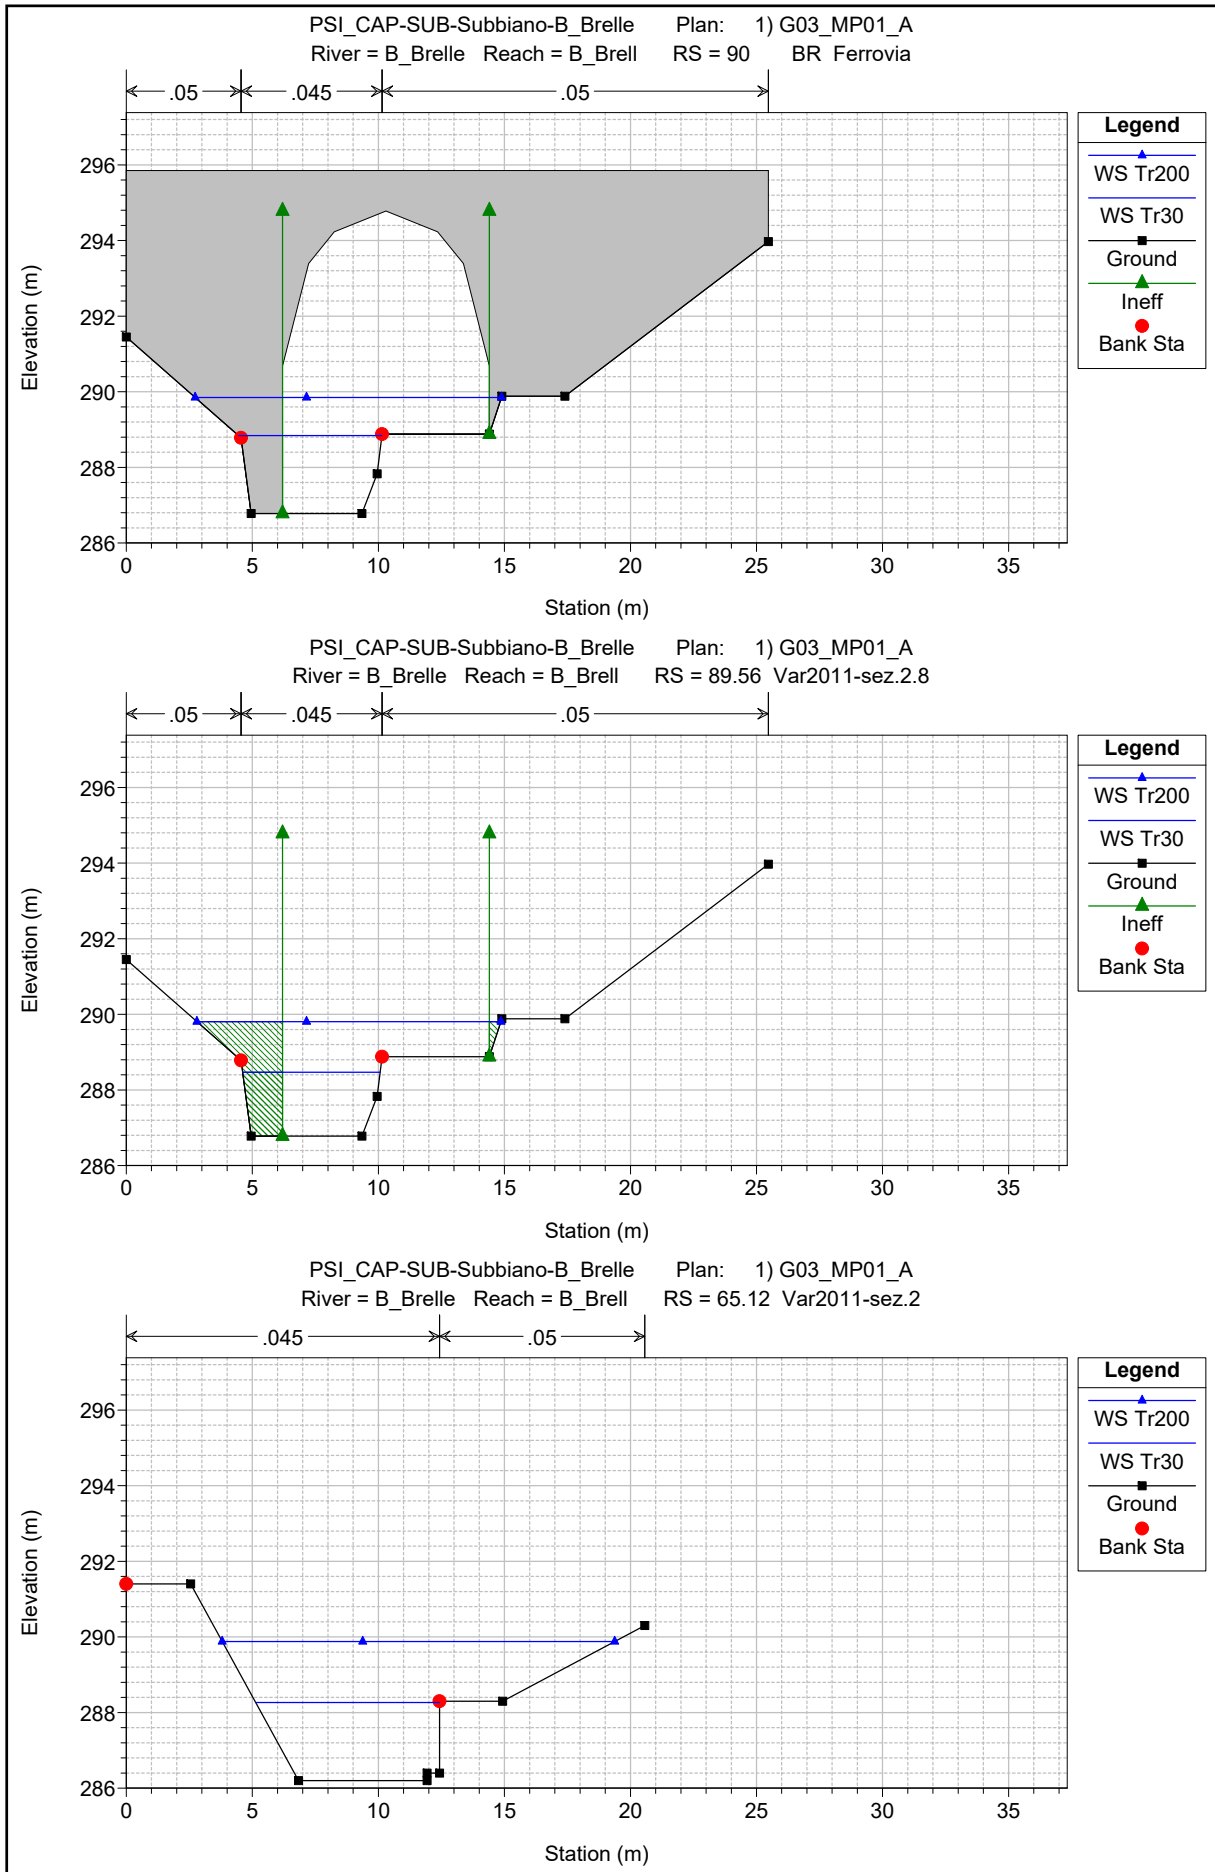 PSI_CAP-SUB-Subbiano-B_Brelle Plan: 1) G03_MP01_A
River = B_Brelle Reach = B_Brell RS = 90 BR Ferrovia
.05 .045 .05
Legend
WS Tr200
WS Tr30
Ground
Ineff
Bank Sta
296
294
292
290
288
286
Elevation (m)
0 5 10 15 20 25 30 35
Station (m)
PSI_CAP-SUB-Subbiano-B_Brelle Plan: 1) G03_MP01_A
River = B_Brelle Reach = B_Brell RS = 89.56 Var2011-sez.2.8
.05 .045 .05
Legend
WS Tr200
WS Tr30
Ground
Ineff
Bank Sta
296
294
292
290
288
286
Elevation (m)
0 5 10 15 20 25 30 35
Station (m)
PSI_CAP-SUB-Subbiano-B_Brelle Plan: 1) G03_MP01_A
River = B_Brelle Reach = B_Brell RS = 65.12 Var2011-sez.2
.045 .05
Legend
WS Tr200
WS Tr30
Ground
Bank Sta
296
294
292
290
288
286
Elevation (m)
0 5 10 15 20 25 30 35
Station (m)